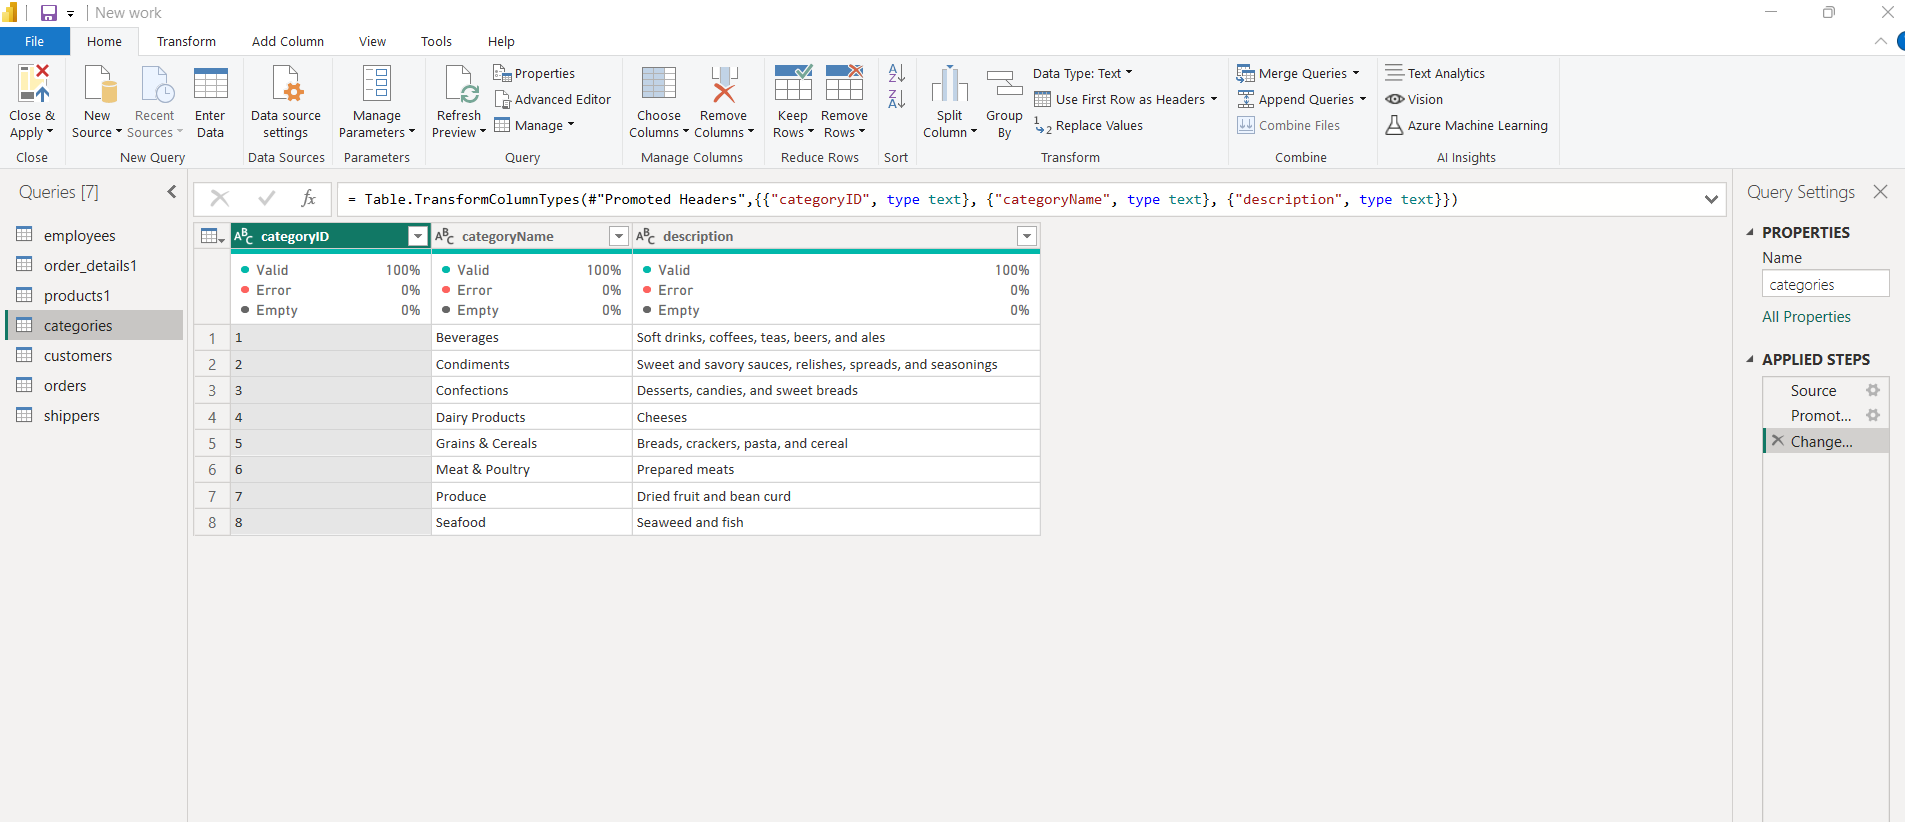 New work
File Home Transform Add Column View Tools Help
Close & Apply
New Source
Recent Sources
Enter Data
Data source settings
Manage Parameters
Refresh Preview
Properties
Advanced Editor
Manage
Choose Columns
Remove Columns
Keep Rows
Remove Rows
Split Column
Group By
Data Type: Text
Use First Row as Headers
Replace Values
Merge Queries
Append Queries
Combine Files
Text Analytics
Vision
Azure Machine Learning
Close New Query Data Sources Parameters Query Manage Columns Reduce Rows Sort Transform Combine AI Insights
Queries [7]
employees
order_details1
products1
categories
customers
orders
shippers
fx = Table.TransformColumnTypes(#"Promoted Headers",{{"categoryID", type text}, {"categoryName", type text}, {"description", type text}})
ABC categoryID ABC categoryName ABC description
Valid 100% Valid 100% Valid 100%
Error 0% Error 0% Error 0%
Empty 0% Empty 0% Empty 0%
1 1 Beverages Soft drinks, coffees, teas, beers, and ales
2 2 Condiments Sweet and savory sauces, relishes, spreads, and seasonings
3 3 Confections Desserts, candies, and sweet breads
4 4 Dairy Products Cheeses
5 5 Grains & Cereals Breads, crackers, pasta, and cereal
6 6 Meat & Poultry Prepared meats
7 7 Produce Dried fruit and bean curd
8 8 Seafood Seaweed and fish
Query Settings
PROPERTIES
Name
categories
All Properties
APPLIED STEPS
Source
Promot...
Change...